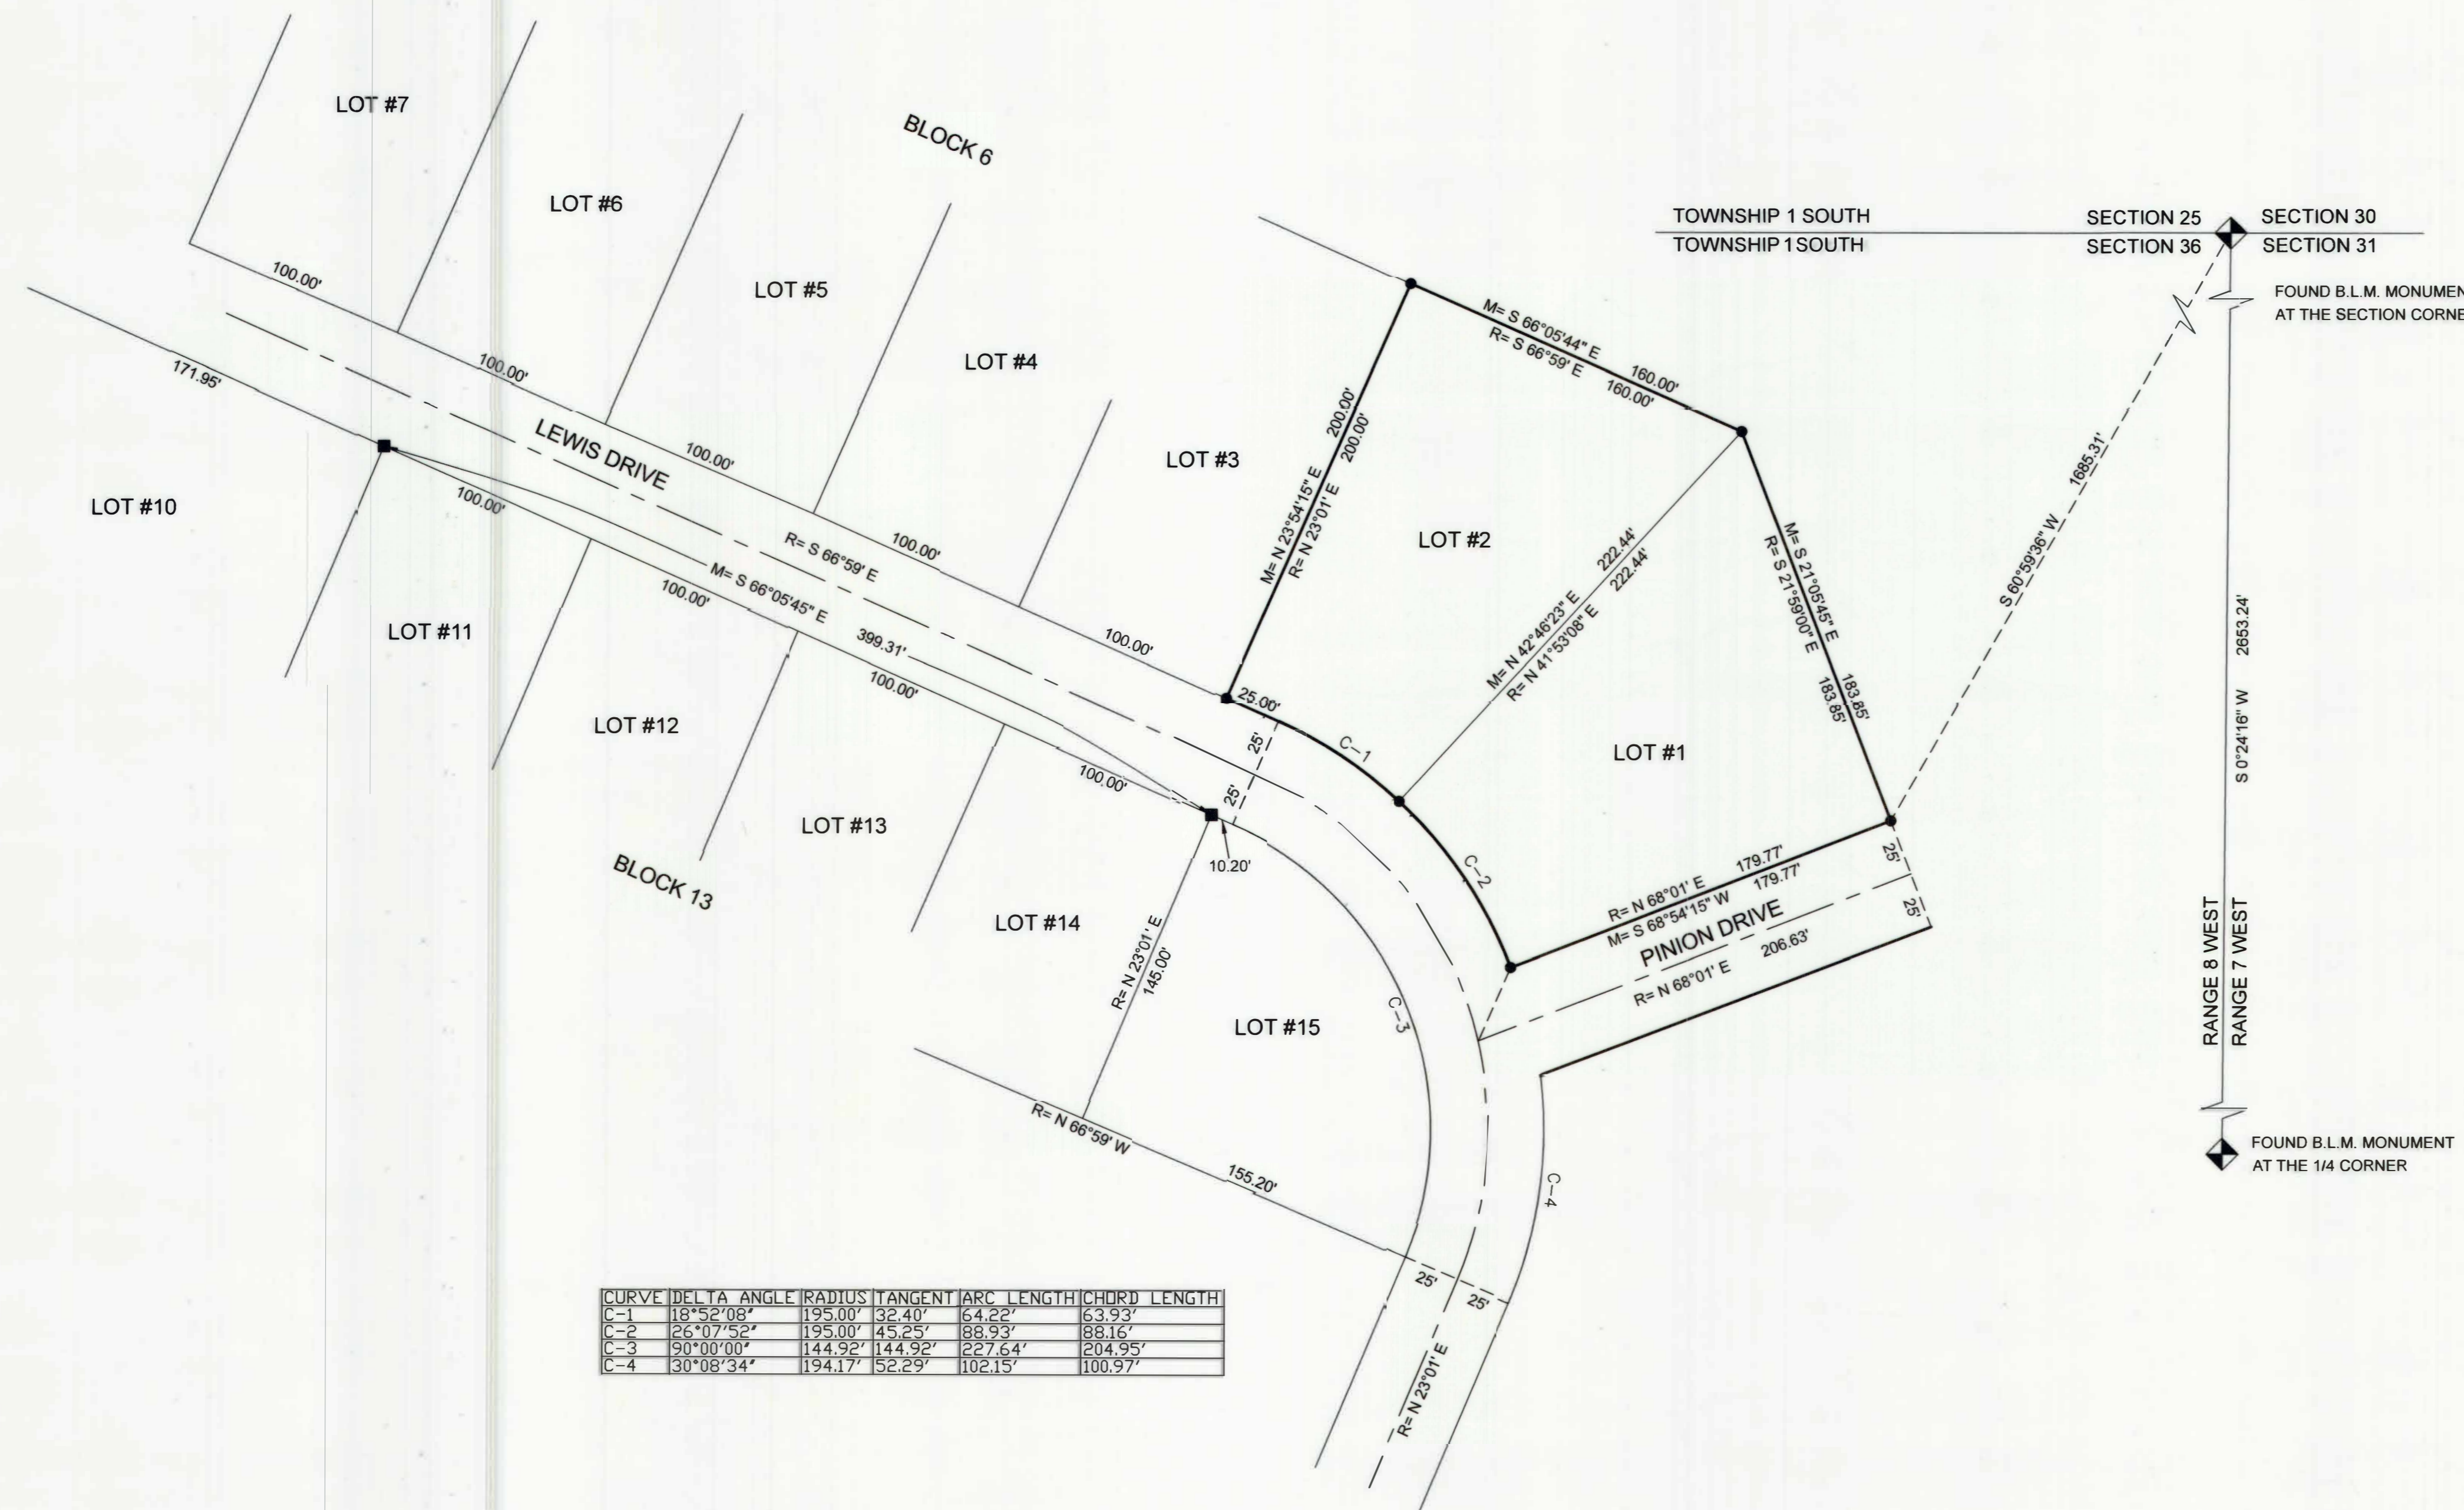 LOT #7
BLOCK 6
LOT #6
TOWNSHIP 1 SOUTH
SECTION 25
SECTION 30
TOWNSHIP 1 SOUTH
SECTION 36
SECTION 31
FOUND B.L.M. MONUMEN
AT THE SECTION CORNE
LOT #5
LOT #4
LOT #3
100.00'
100.00'
100.00'
100.00'
100.00'
171.95'
LEWIS DRIVE
R= S 66°59' E
M= S 66°05'45" E 399.31'
M= S 66°05'44" E 160.00'
R= S 66°59' E 160.00'
M= N 23°54'15" E 200.00'
R= N 23°01' E 200.00'
LOT #2
M= N 42°46'23" E 222.44'
R= N 41°53'08" E 222.44'
M= S 21°05'45" E 183.85'
R= S 21°59'00" E 183.85'
LOT #1
S 60°59'36" W 1685.31'
S 0°24'16" W 2653.24'
RANGE 8 WEST
RANGE 7 WEST
LOT #10
100.00'
LOT #11
100.00'
LOT #12
100.00'
LOT #13
100.00'
BLOCK 13
LOT #14
25.00'
25'
25'
10.20'
C-1
C-2
R= N 68°01' E 179.77'
M= S 68°54'15" W 179.77'
PINION DRIVE
R= N 68°01' E 206.63'
25'
25'
R= N 23°01' E
145.00'
LOT #15
C-3
C-4
R= N 66°59' W
155.20'
25'
25'
R= N 23°01' E
FOUND B.L.M. MONUMENT
AT THE 1/4 CORNER
CURVE DELTA ANGLE RADIUS TANGENT ARC LENGTH CHORD LENGTH
C-1 18°52'08" 195.00' 32.40' 64.22' 63.93'
C-2 26°07'52" 195.00' 45.25' 88.93' 88.16'
C-3 90°00'00" 144.92' 144.92' 227.64' 204.95'
C-4 30°08'34" 194.17' 52.29' 102.15' 100.97'